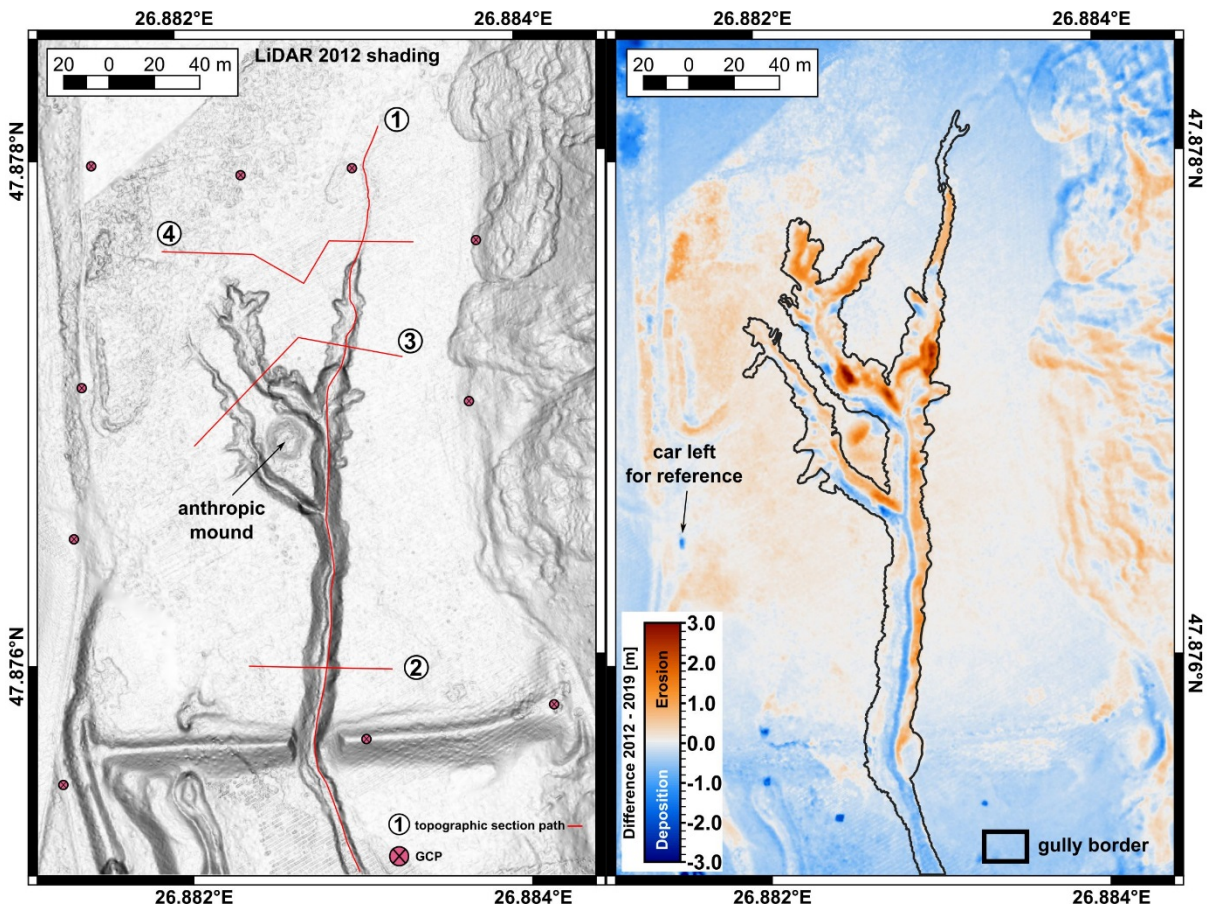 26.882°E
26.884°E
26.882°E
26.884°E
20 0 20 40 m
LiDAR 2012 shading
20 0 20 40 m
1
47.878°N
47.878°N
4
3
anthropic
mound
car left
for reference
47.876°N
47.876°N
2
Difference 2012 - 2019 [m]
Erosion
Deposition
3.0
2.0
1.0
0.0
-1.0
-2.0
-3.0
1 topographic section path
GCP
gully border
26.882°E
26.884°E
26.882°E
26.884°E